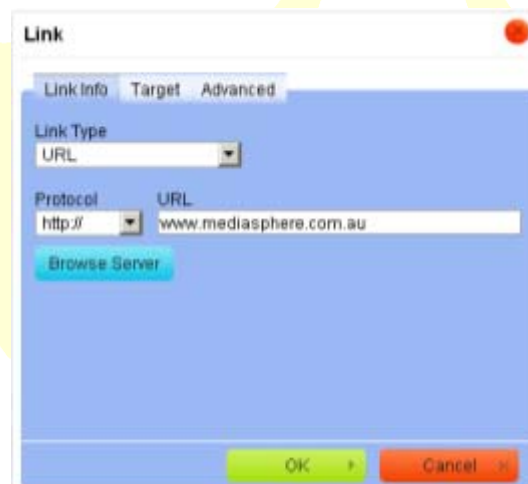 Link
Link Info Target Advanced
Link Type
URL
Protocol URL
http:// www.mediasphere.com.au
Browse Server
OK Cancel